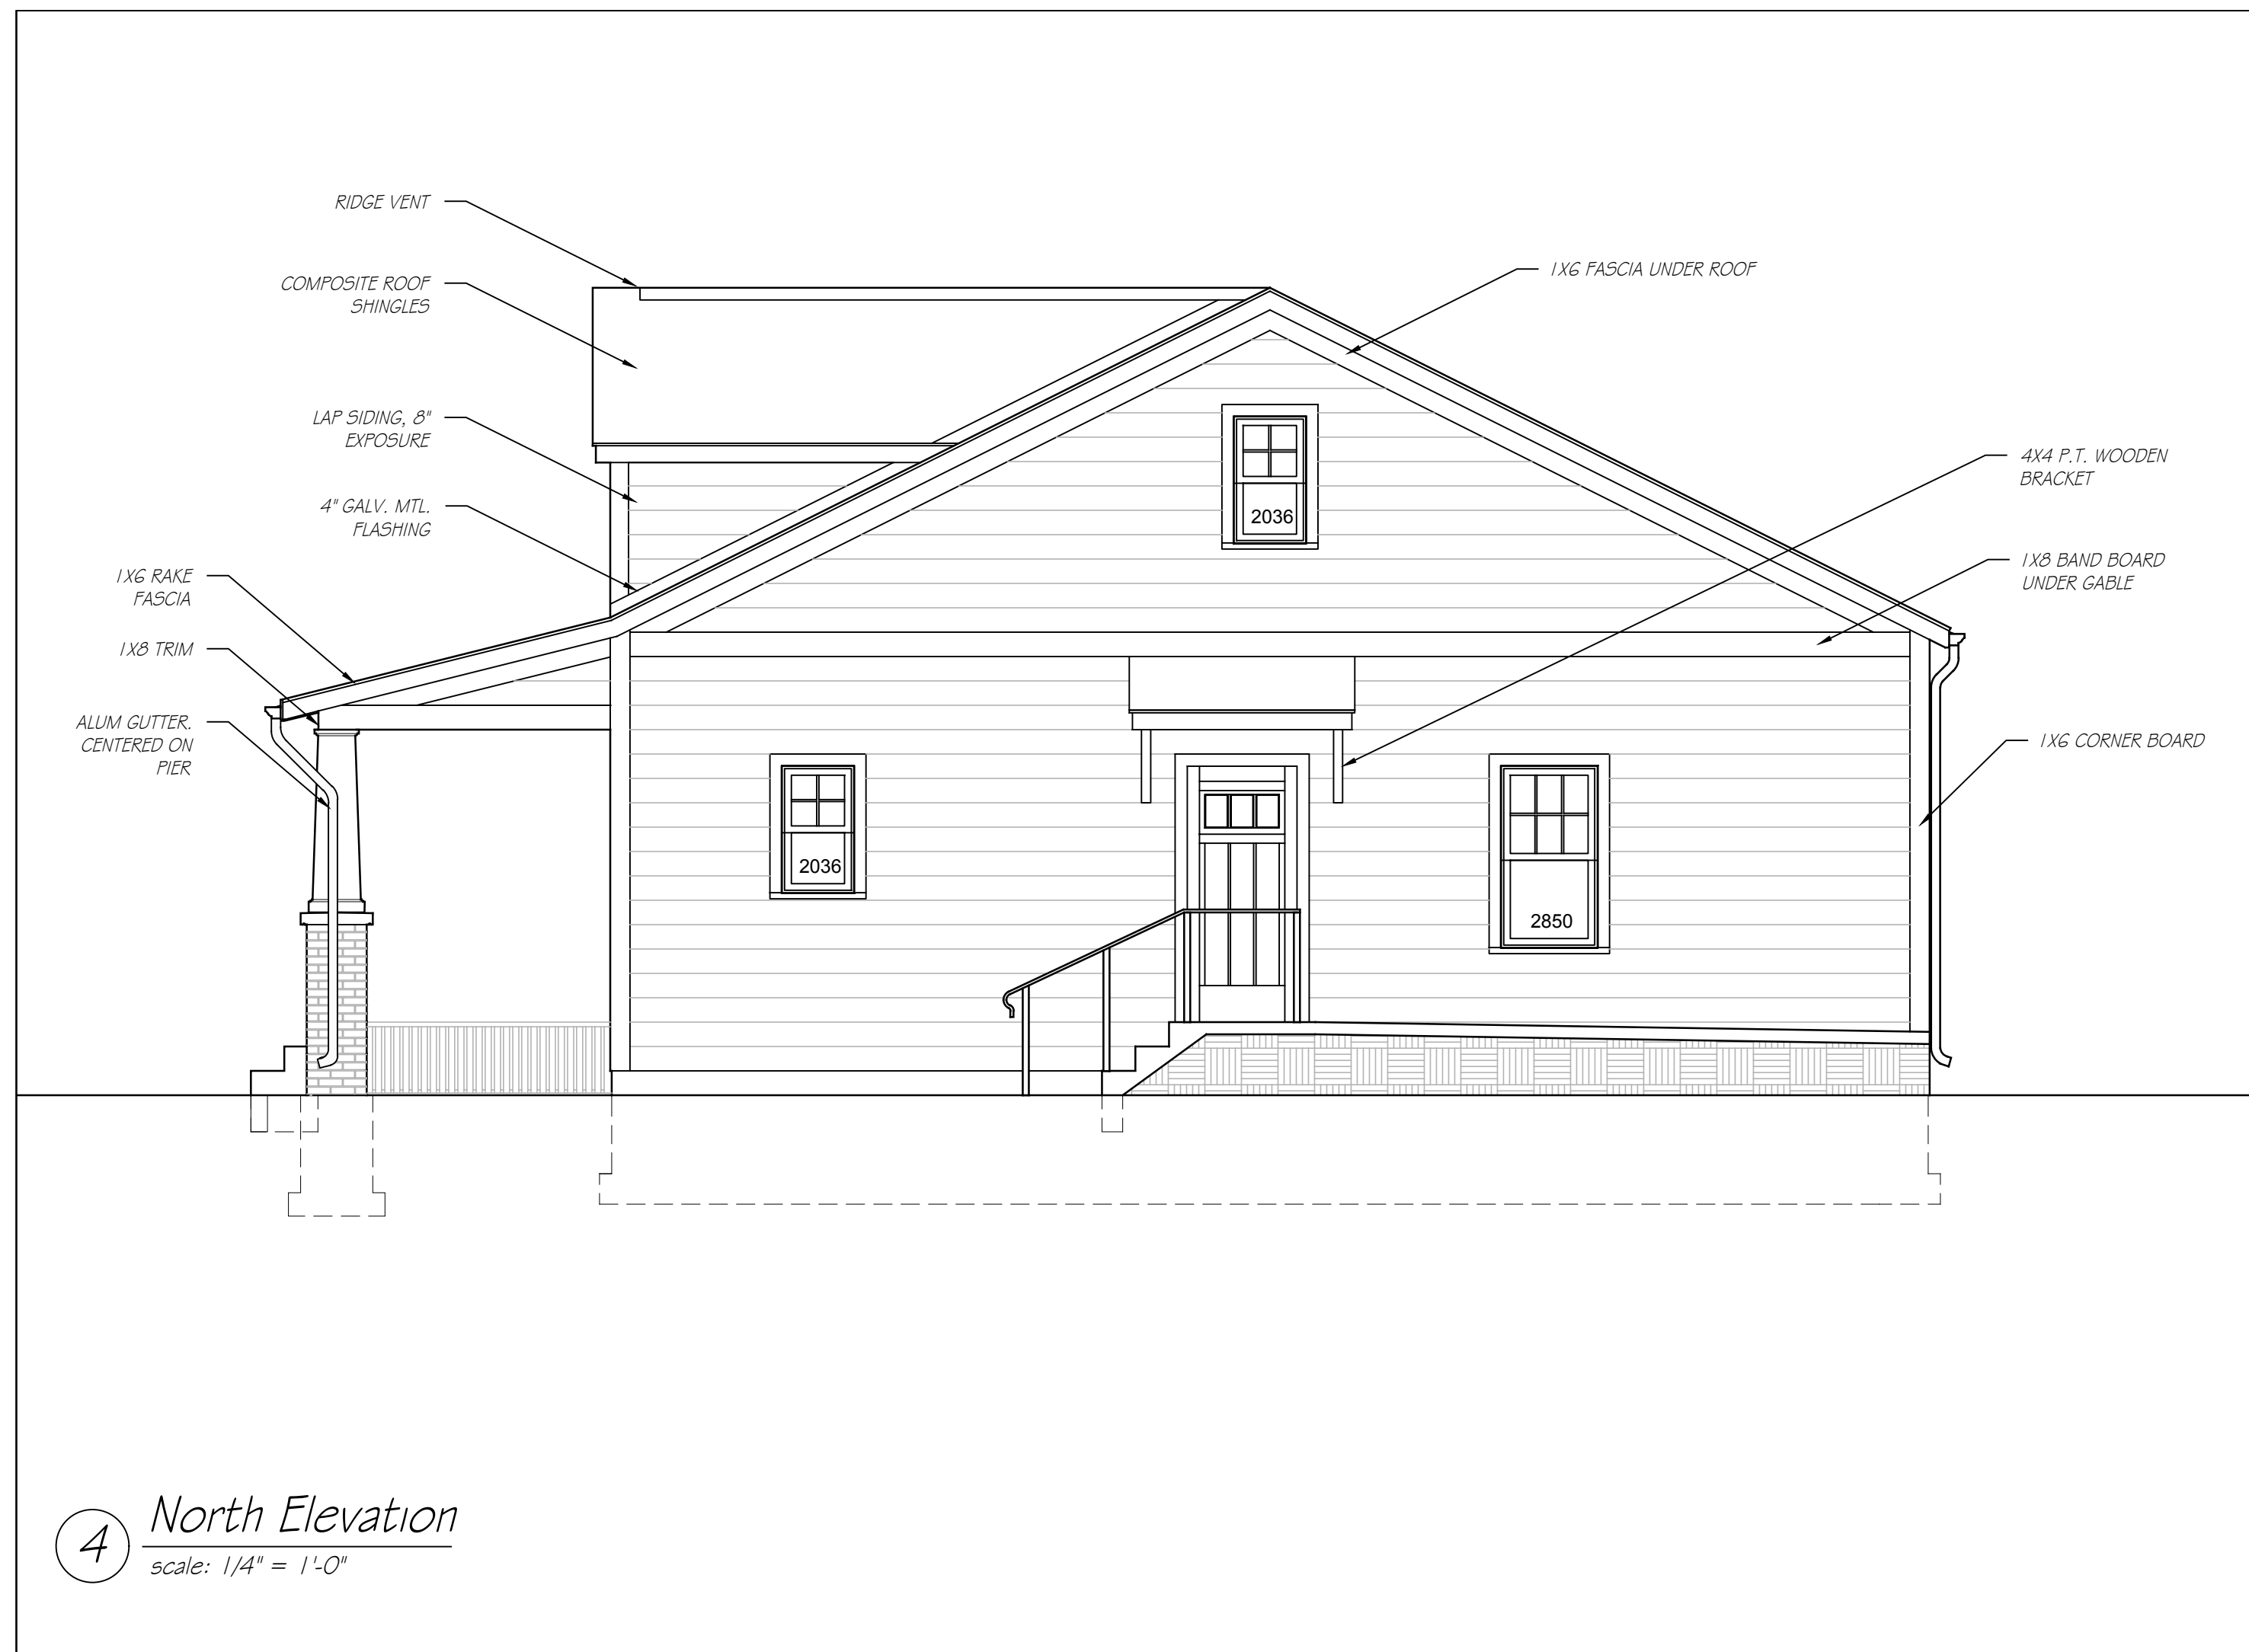 RIDGE VENT
COMPOSITE ROOF
SHINGLES
LAP SIDING, 8"
EXPOSURE
4" GALV. MTL.
FLASHING
1X6 RAKE
FASCIA
1X8 TRIM
ALUM GUTTER.
CENTERED ON
PIER
1X6 FASCIA UNDER ROOF
4X4 P.T. WOODEN
BRACKET
1X8 BAND BOARD
UNDER GABLE
1X6 CORNER BOARD
2036
2036
2850
4
North Elevation
scale: 1/4" = 1'-0"